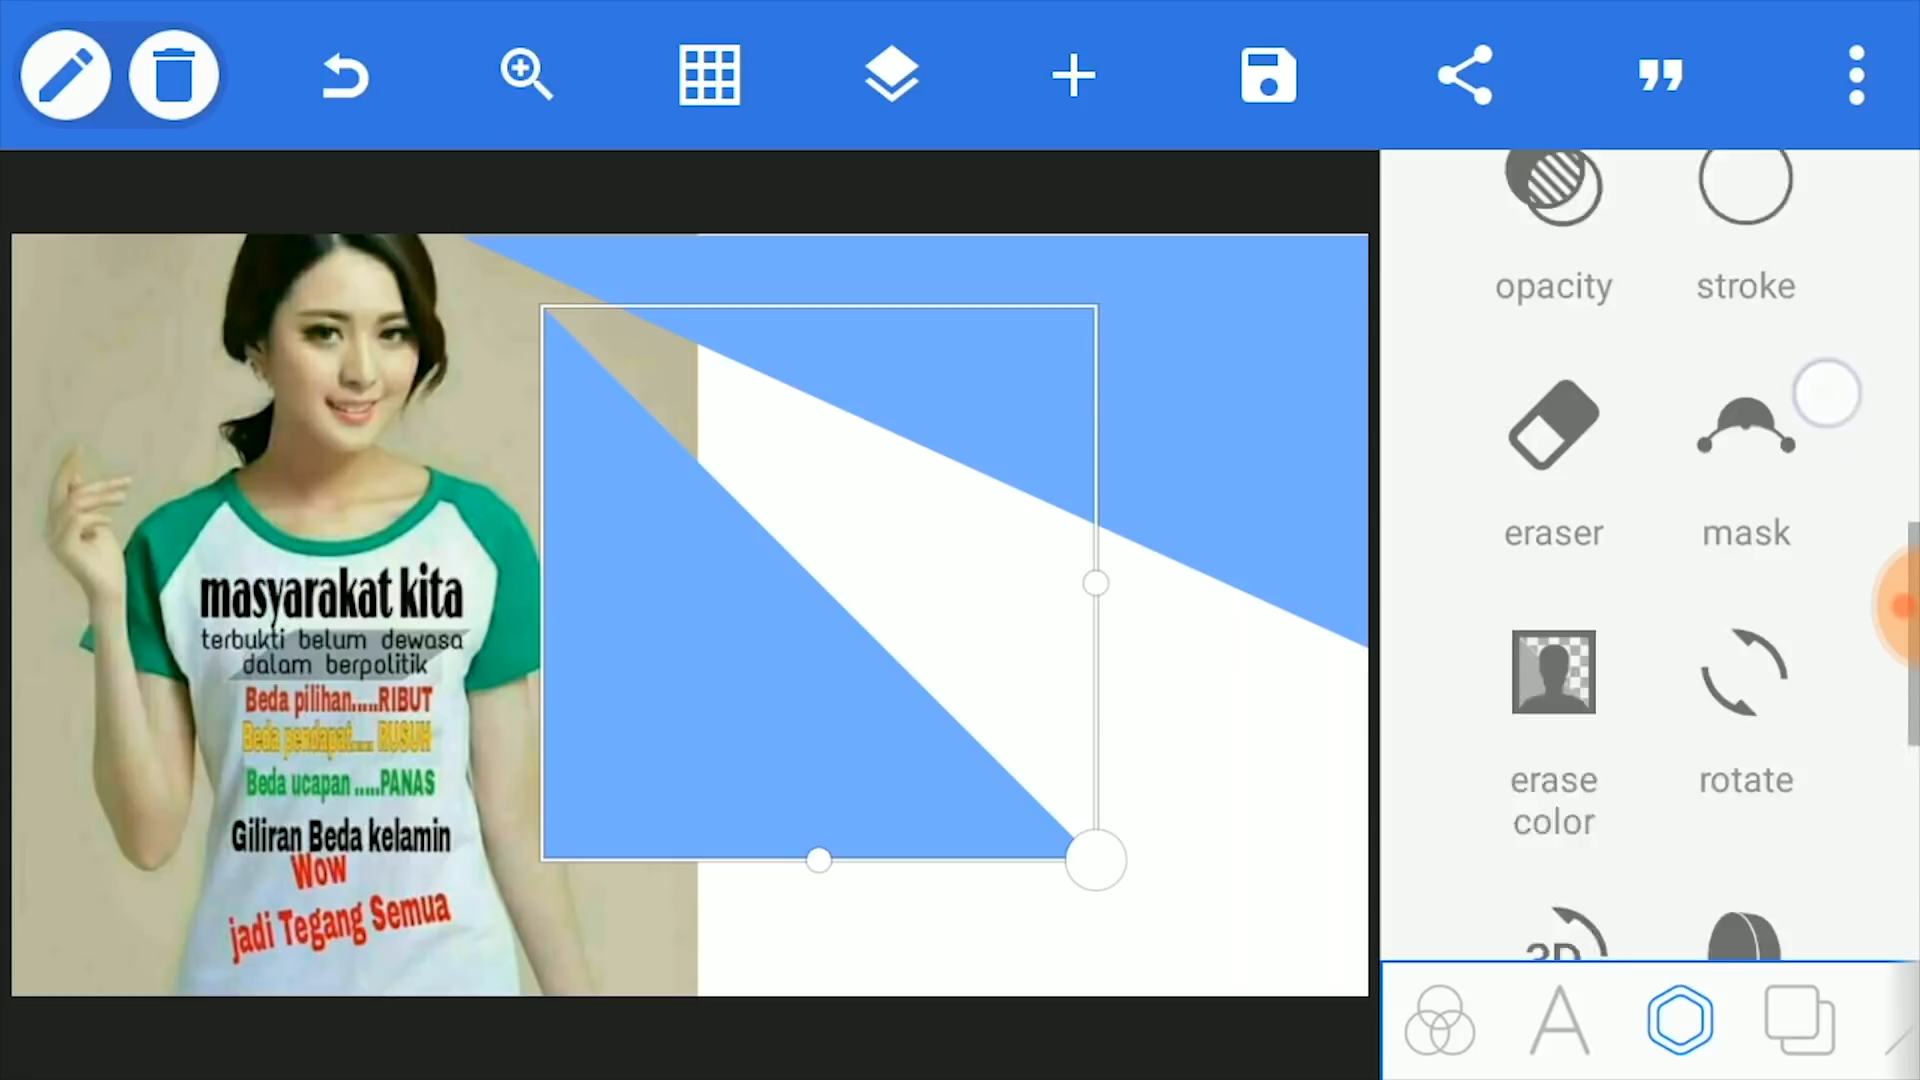 opacity
stroke
eraser
mask
erase
color
rotate
3D
masyarakat kita
terbukti belum dewasa
dalam berpolitik
Beda pilihan.....RIBUT
Beda pendapat..... RUSUH
Beda ucapan .....PANAS
Giliran Beda kelamin
Wow
jadi Tegang Semua
A